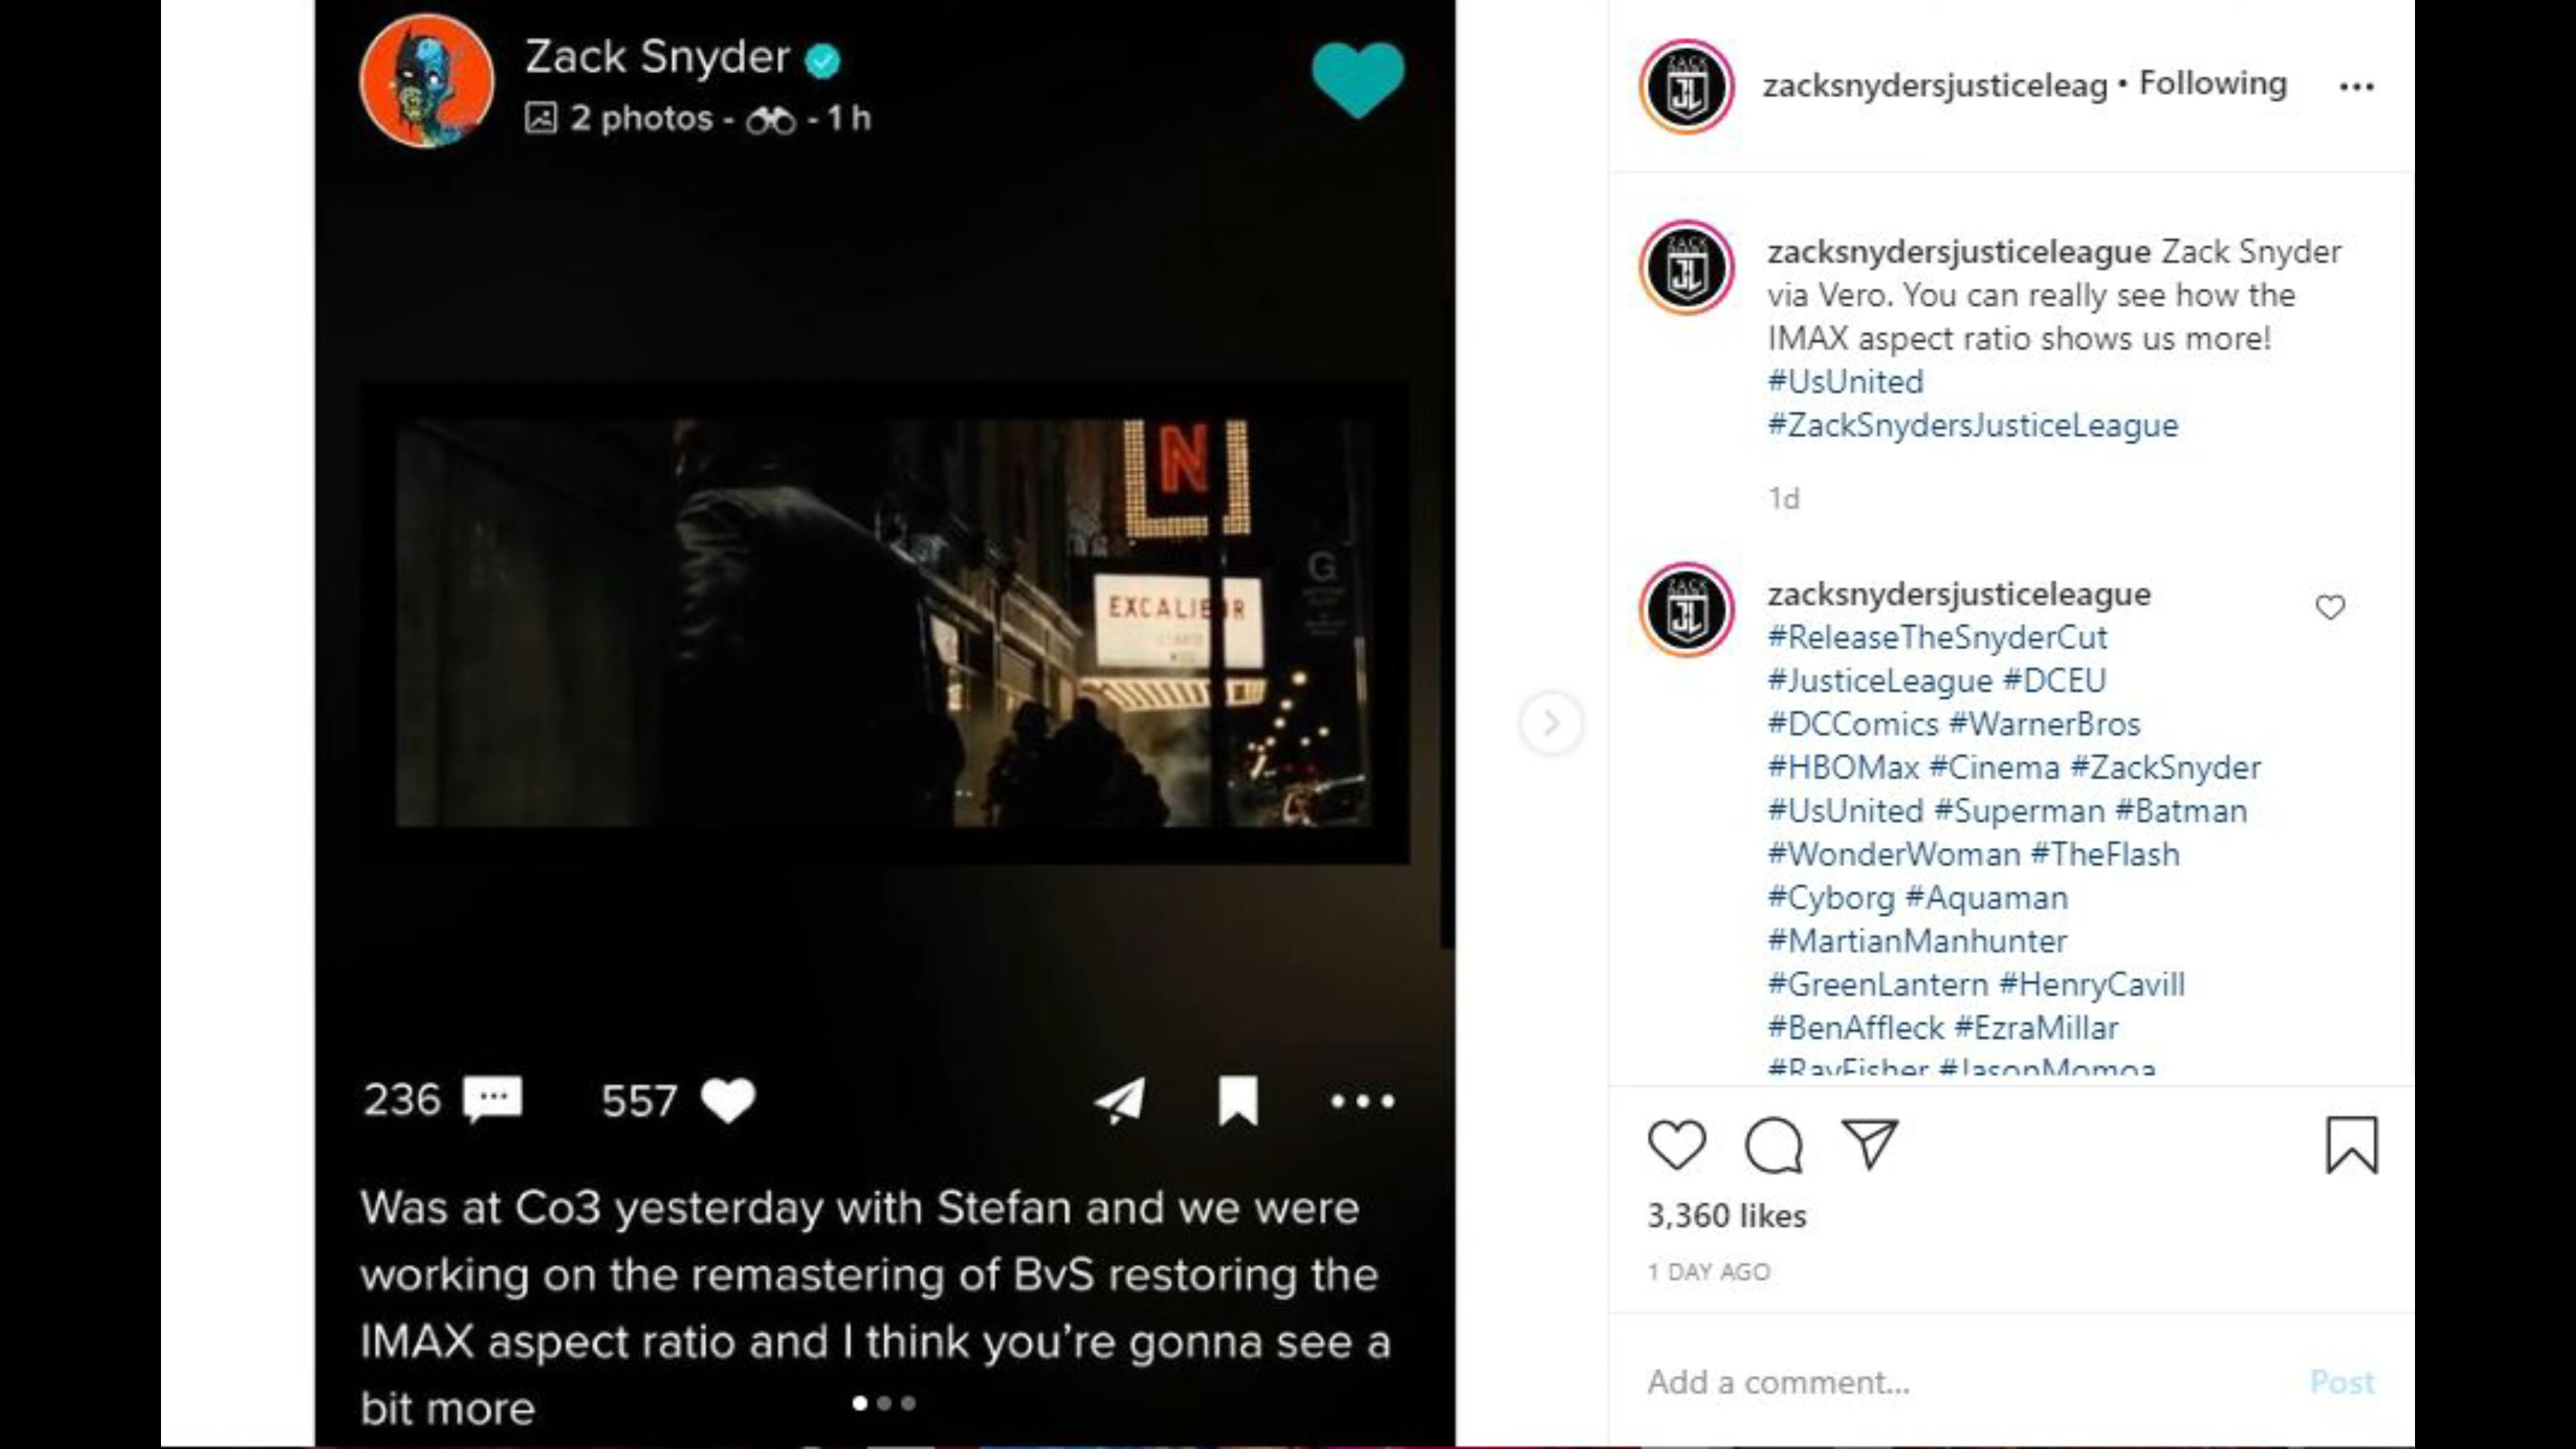 Zack Snyder
2 photos - - 1 h
N
G
EXCALIBUR
236 557
Was at Co3 yesterday with Stefan and we were
working on the remastering of BvS restoring the
IMAX aspect ratio and I think you're gonna see a
bit more
zacksnydersjusticeleag • Following
zacksnydersjusticeleague Zack Snyder
via Vero. You can really see how the
IMAX aspect ratio shows us more!
#UsUnited
#ZackSnydersJusticeLeague
1d
zacksnydersjusticeleague
#ReleaseTheSnyderCut
#JusticeLeague #DCEU
#DCComics #WarnerBros
#HBOMax #Cinema #ZackSnyder
#UsUnited #Superman #Batman
#WonderWoman #TheFlash
#Cyborg #Aquaman
#MartianManhunter
#GreenLantern #HenryCavill
#BenAffleck #EzraMillar
#RayFisher #JasonMomoa
3,360 likes
1 DAY AGO
Add a comment... Post